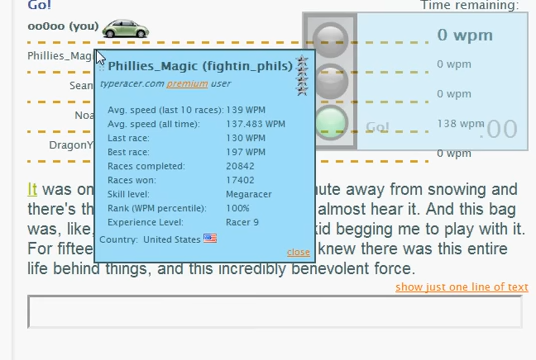 Go!
Time remaining:
oo0oo (you)
0 wpm
Phillies_Magi
0 wpm
Sean
0 wpm
Noa
Go!
138 wpm
:00
DragonY
0 wpm
Phillies_Magic (fightin_phils)
typeracer.com premium user
Avg. speed (last 10 races): 139 WPM
Avg. speed (all time): 137.483 WPM
Last race: 130 WPM
Best race: 197 WPM
Races completed: 20842
Races won: 17402
Skill level: Megaracer
Rank (WPM percentile): 100%
Experience Level: Racer 9
Country: United States
close
It was on nute away from snowing and
there's th almost hear it. And this bag
was, like, kid begging me to play with it.
For fiftee knew there was this entire
life behind things, and this incredibly benevolent force.
show just one line of text